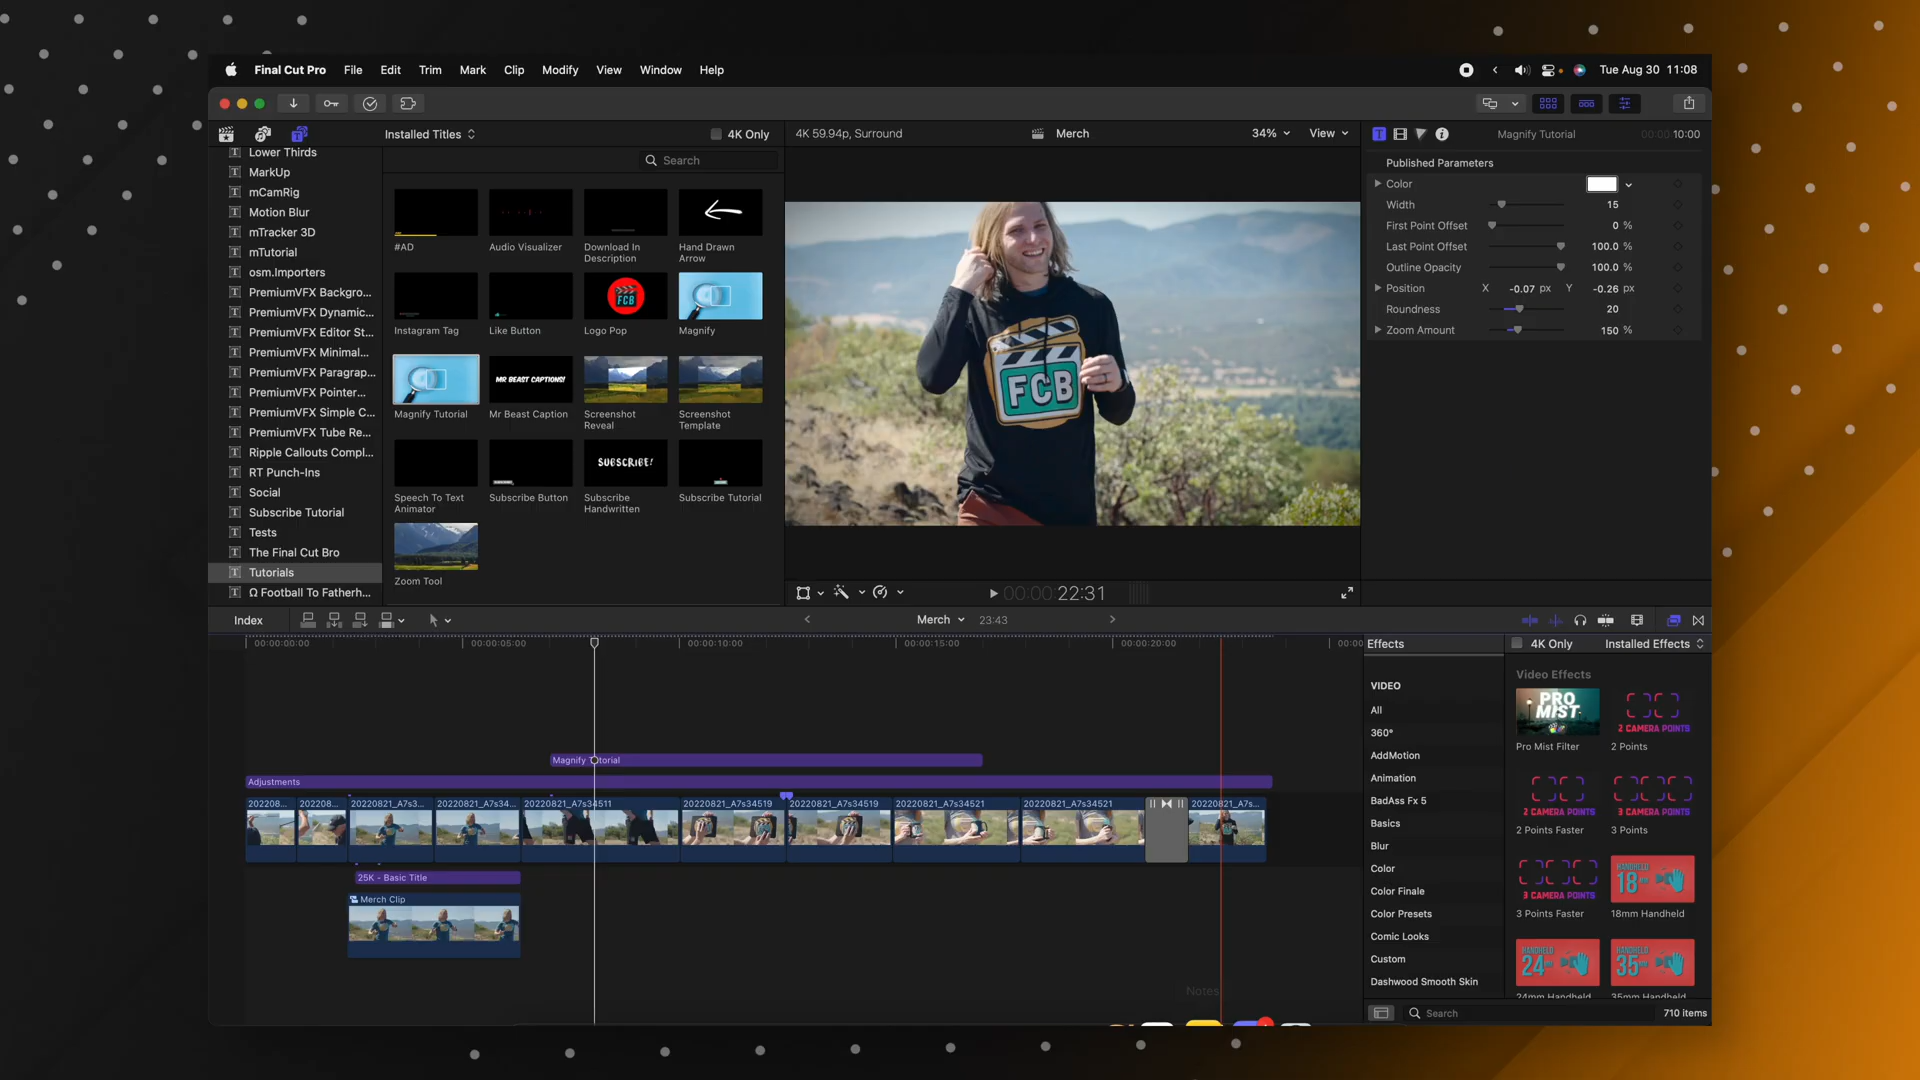 Final Cut Pro File Edit Trim Mark Clip Modify View Window Help
Tue Aug 30 11:08
Installed Titles
4K Only
4K 59.94p, Surround
Merch
34%
View
Magnify Tutorial
00:00:10:00
Search
Lower Thirds
MarkUp
mCamRig
Motion Blur
mTracker 3D
mTutorial
osm.Importers
PremiumVFX Backgro...
PremiumVFX Dynamic...
PremiumVFX Editor St...
PremiumVFX Minimal...
PremiumVFX Paragrap...
PremiumVFX Pointer...
PremiumVFX Simple C...
PremiumVFX Tube Re...
Ripple Callouts Compl...
RT Punch-Ins
Social
Subscribe Tutorial
Tests
The Final Cut Bro
Tutorials
Ω Football To Fatherh...
#AD
Audio Visualizer
Download In
Description
Hand Drawn
Arrow
FCB
Instagram Tag
Like Button
Logo Pop
Magnify
MR BEAST CAPTIONS!
Magnify Tutorial
Mr Beast Caption
Screenshot
Reveal
Screenshot
Template
SUBSCRIBE!
Speech To Text
Animator
Subscribe Button
Subscribe
Handwritten
Subscribe Tutorial
Zoom Tool
FCB
Published Parameters
Color
Width 15
First Point Offset 0 %
Last Point Offset 100.0 %
Outline Opacity 100.0 %
Position X -0.07 px Y -0.26 px
Roundness 20
Zoom Amount 150 %
00:00:22:31
Index
Merch
23:43
00:00:00:00
00:00:05:00
00:00:10:00
00:00:15:00
00:00:20:00
00:00
Magnify Tutorial
Adjustments
202208...
202208...
20220821_A7s3...
20220821_A7s34...
20220821_A7s34511
20220821_A7s34519
20220821_A7s34519
20220821_A7s34521
20220821_A7s34521
20220821_A7s...
25K - Basic Title
Merch Clip
Notes
Effects
4K Only
Installed Effects
VIDEO
All
360°
AddMotion
Animation
BadAss Fx 5
Basics
Blur
Color
Color Finale
Color Presets
Comic Looks
Custom
Dashwood Smooth Skin
Video Effects
PRO
MIST
2 CAMERA POINTS
Pro Mist Filter
2 Points
2 CAMERA POINTS
3 CAMERA POINTS
2 Points Faster
3 Points
3 CAMERA POINTS
HANDHELD
18mm
3 Points Faster
18mm Handheld
HANDHELD
24mm
HANDHELD
35mm
24mm Handheld
35mm Handheld
Search
710 items